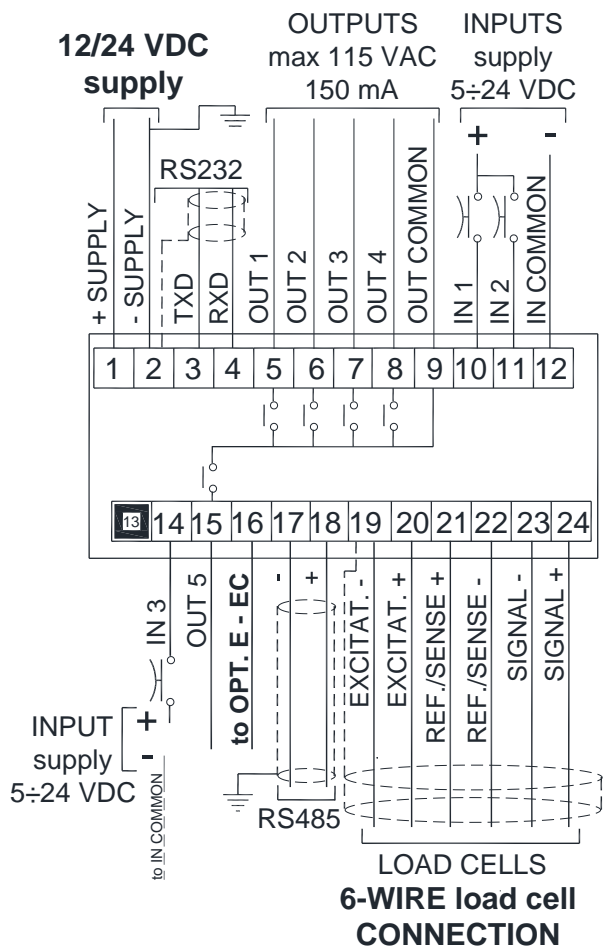 12/24 VDC
supply
OUTPUTS
max 115 VAC
150 mA
INPUTS
supply
5÷24 VDC
+
-
RS232
+ SUPPLY
- SUPPLY
TXD
RXD
OUT 1
OUT 2
OUT 3
OUT 4
OUT COMMON
IN 1
IN 2
IN COMMON
1 2 3 4 5 6 7 8 9 10 11 12
13 14 15 16 17 18 19 20 21 22 23 24
IN 3
OUT 5
to OPT. E - EC
-
+
EXCITAT. -
EXCITAT. +
REF./SENSE +
REF./SENSE -
SIGNAL -
SIGNAL +
INPUT
supply
5÷24 VDC
+
-
to IN COMMON
RS485
LOAD CELLS
6-WIRE load cell
CONNECTION